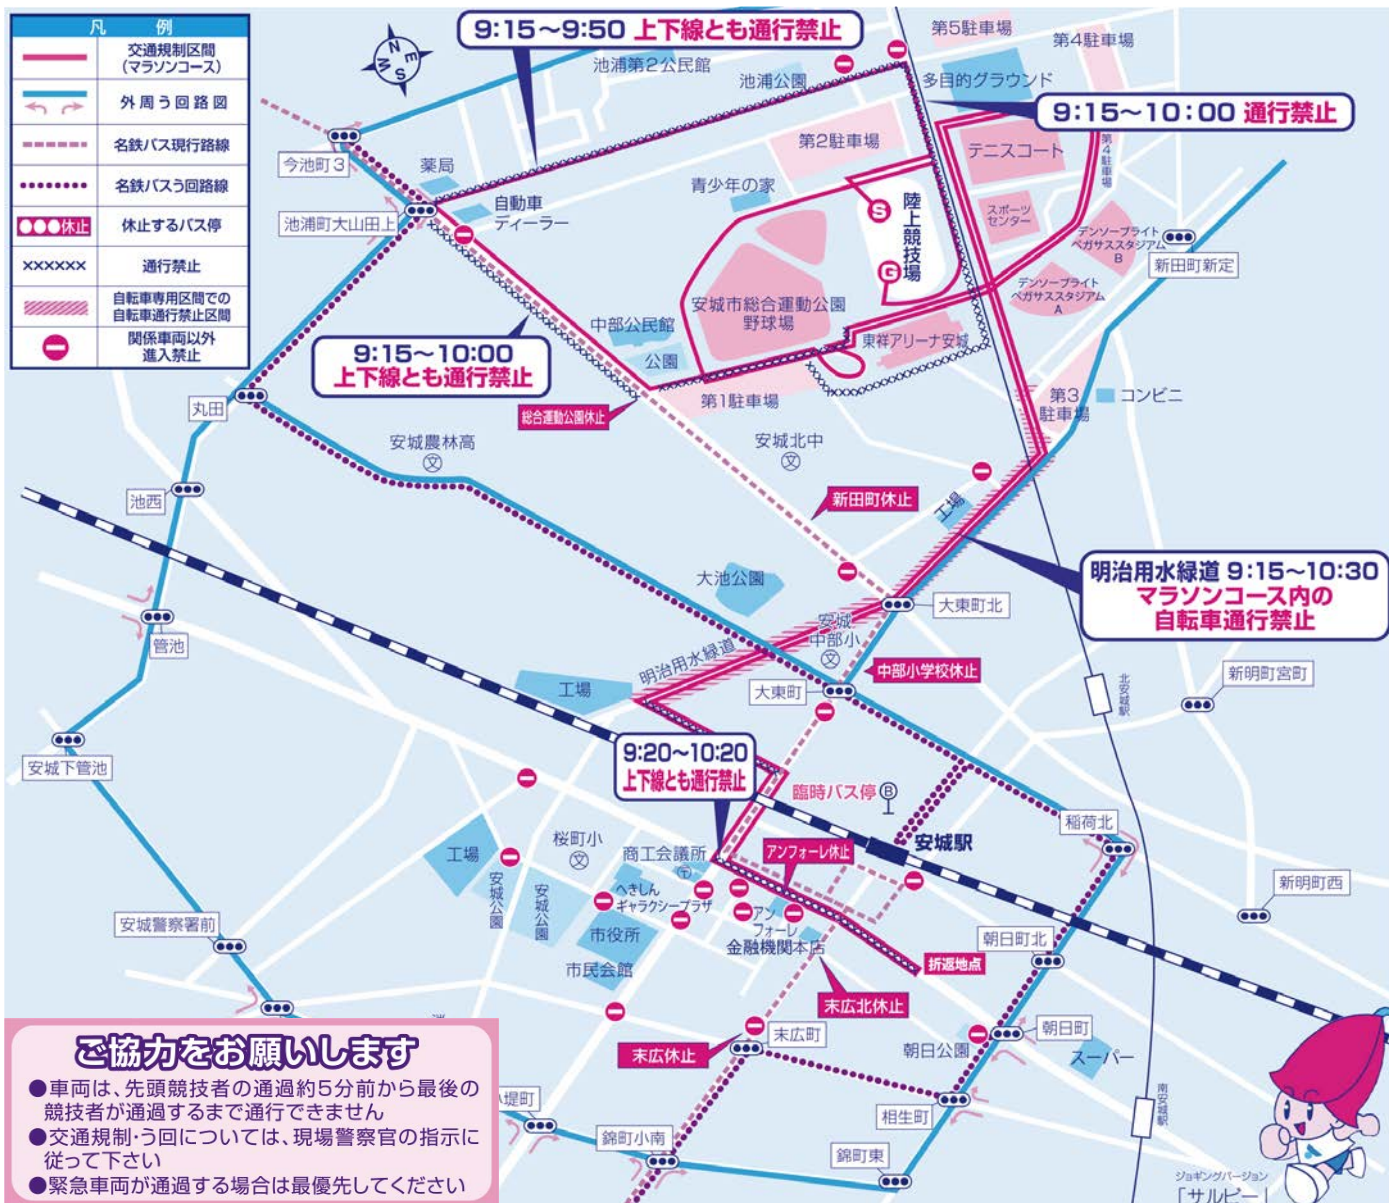 凡 例
交通規制区間
(マラソンコース)
外周う回路図
名鉄バス現行路線
名鉄バスう回路線
●●●休止
休止するバス停
××××××
通行禁止
自転車専用区間での
自転車通行禁止区間
関係車両以外
進入禁止
N
E
S
W
9:15〜9:50 上下線とも通行禁止
池浦第2公民館
池浦公園
第5駐車場
第4駐車場
多目的グラウンド
9:15〜10:00 通行禁止
今池町3
薬局
第2駐車場
テニスコート
第4駐車場
池浦町大山田上
自動車
ディーラー
青少年の家
陸上競技場
S
G
スポーツ
センター
デンソーブライト
ペガサススタジアム
B
新田町新定
デンソーブライト
ペガサススタジアム
A
安城市総合運動公園
野球場
中部公民館
公園
東祥アリーナ安城
9:15〜10:00
上下線とも通行禁止
第1駐車場
第3
駐車場
コンビニ
丸田
総合運動公園休止
安城農林高
文
安城北中
文
池西
新田町休止
工場
明治用水緑道 9:15〜10:30
マラソンコース内の
自転車通行禁止
大池公園
大東町北
管池
安城
中部小
文
明治用水緑道
中部小学校休止
工場
大東町
北安城駅
新明町宮町
安城下管池
9:20〜10:20
上下線とも通行禁止
臨時バス停
B
安城駅
稲荷北
桜町小
文
商工会議所
〒
アンフォーレ休止
工場
安城公園
安城公園
へきしん
ギャラクシープラザ
アン
フォーレ
新明町西
安城警察署前
市役所
金融機関本店
朝日町北
市民会館
折返地点
末広北休止
末広町
末広休止
朝日公園
朝日町
スーパー
ご協力をお願いします
●車両は、先頭競技者の通過約5分前から最後の
競技者が通過するまで通行できません
●交通規制・う回については、現場警察官の指示に
従って下さい
●緊急車両が通過する場合は最優先してください
堤町
相生町
南安城駅
錦町小南
錦町東
ジョギングバージョン
「サルビー」